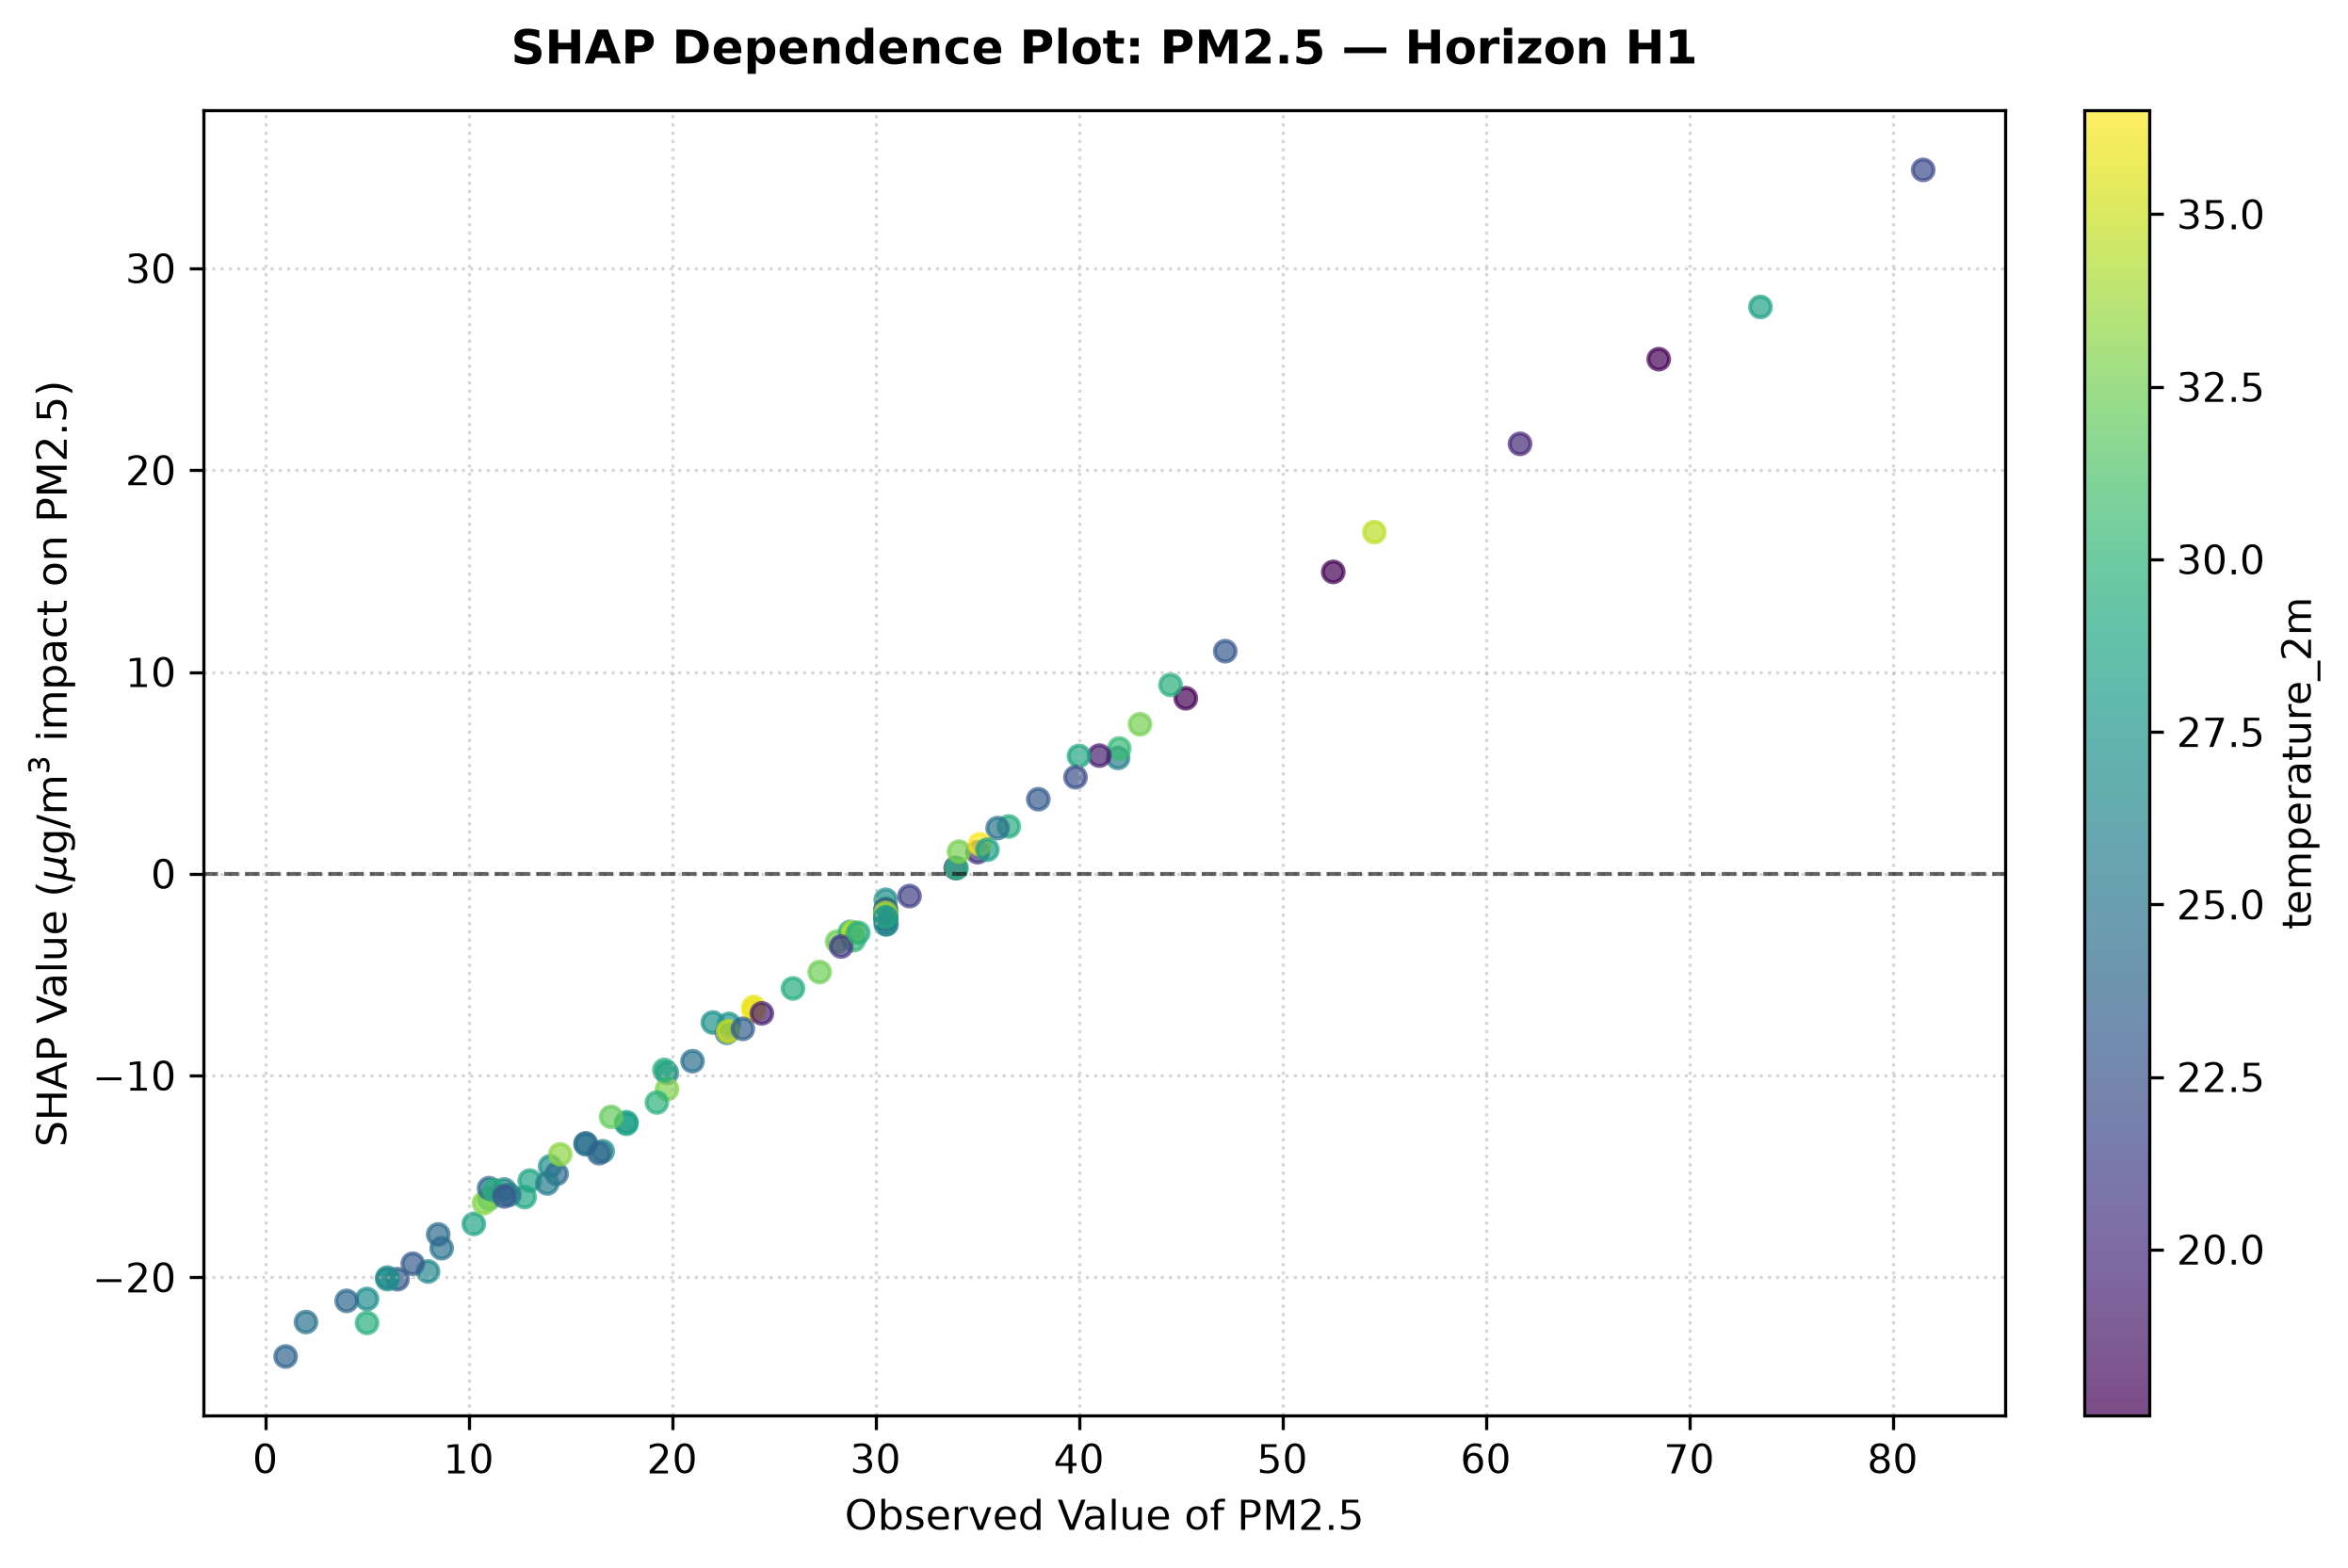 SHAP Dependence Plot: PM2.5 — Horizon H1
SHAP Value (μg/m³ impact on PM2.5)
30
20
10
0
−10
−20
0 10 20 30 40 50 60 70 80
Observed Value of PM2.5
35.0
32.5
30.0
27.5
25.0
22.5
20.0
temperature_2m